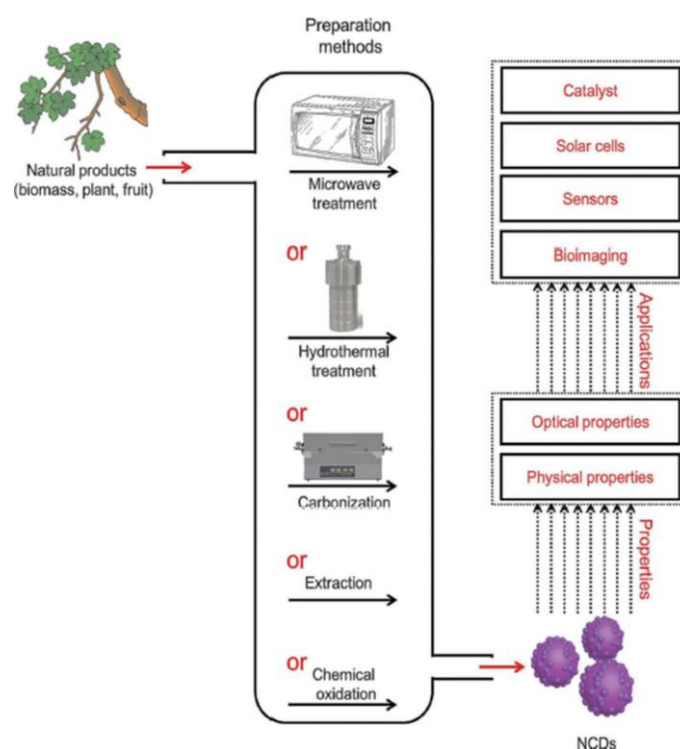 Preparation
methods
Natural products
(biomass, plant, fruit)
Microwave
treatment
or
Hydrothermal
treatment
or
Carbonization
or
Extraction
or
Chemical
oxidation
Catalyst
Solar cells
Sensors
Bioimaging
Applications
Optical properties
Physical properties
Properties
NCDs